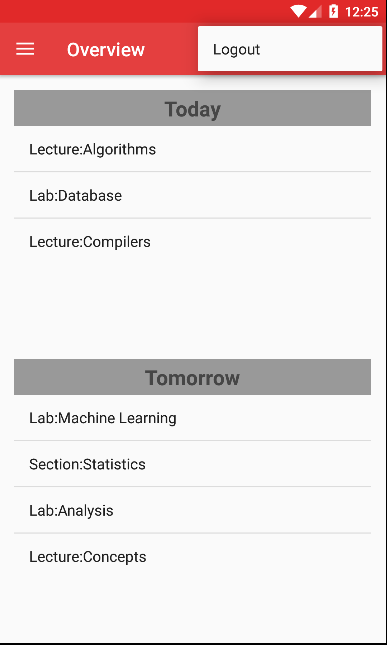 12:25
Overview
Logout
Today
Lecture:Algorithms
Lab:Database
Lecture:Compilers
Tomorrow
Lab:Machine Learning
Section:Statistics
Lab:Analysis
Lecture:Concepts